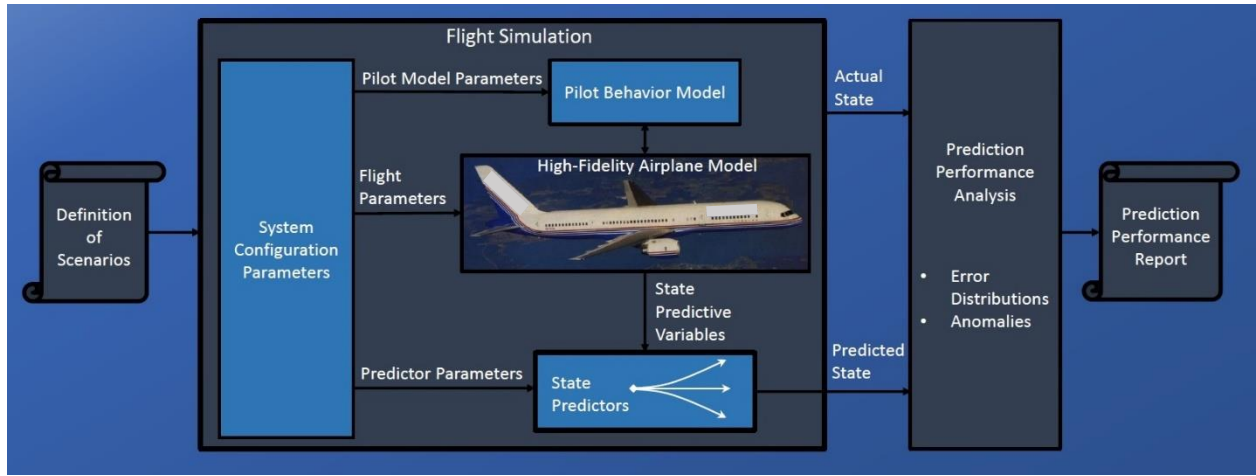 Flight Simulation
Pilot Model Parameters
Pilot Behavior Model
Actual
State
Definition
of
Scenarios
System
Configuration
Parameters
Flight
Parameters
High-Fidelity Airplane Model
Prediction
Performance
Analysis
• Error
Distributions
• Anomalies
Prediction
Performance
Report
State
Predictive
Variables
Predictor Parameters
State
Predictors
Predicted
State